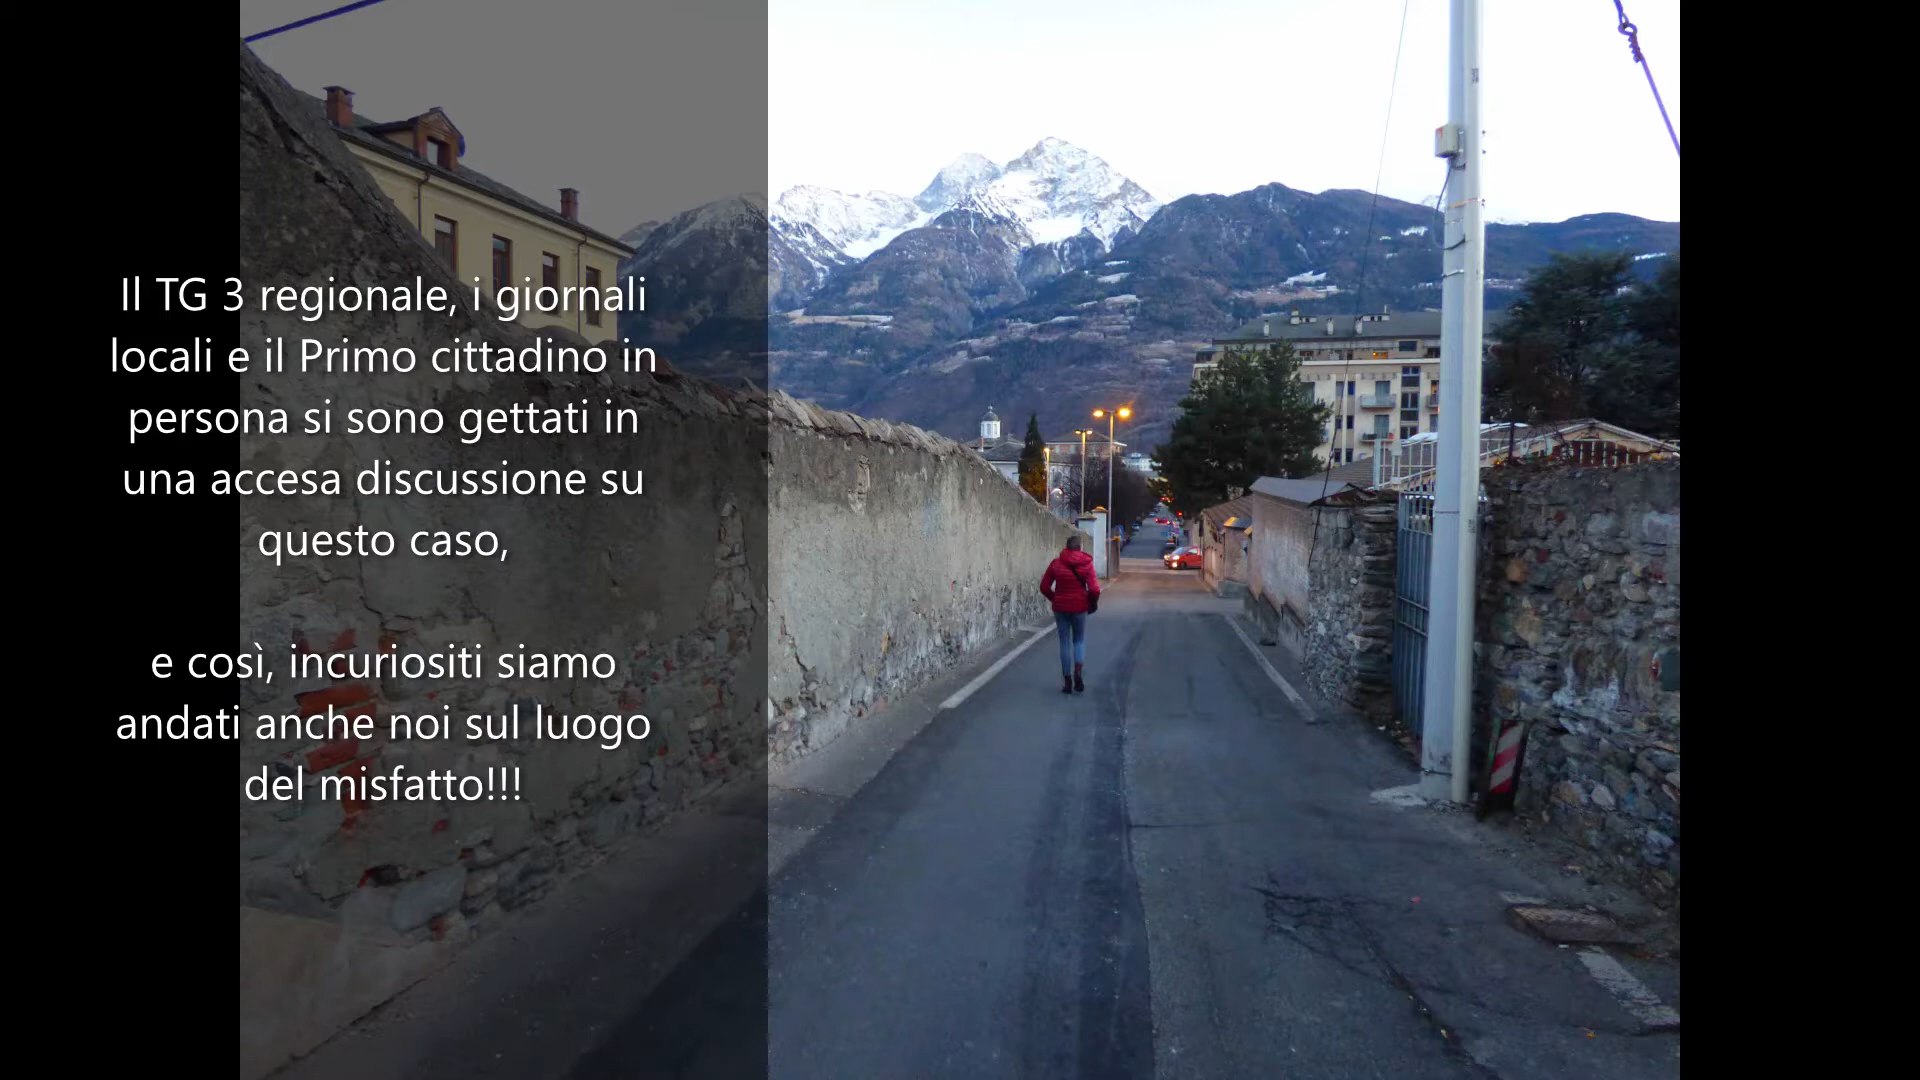 Il TG 3 regionale, i giornali
locali e il Primo cittadino in
persona si sono gettati in
una accesa discussione su
questo caso,
e così, incuriositi siamo
andati anche noi sul luogo
del misfatto!!!